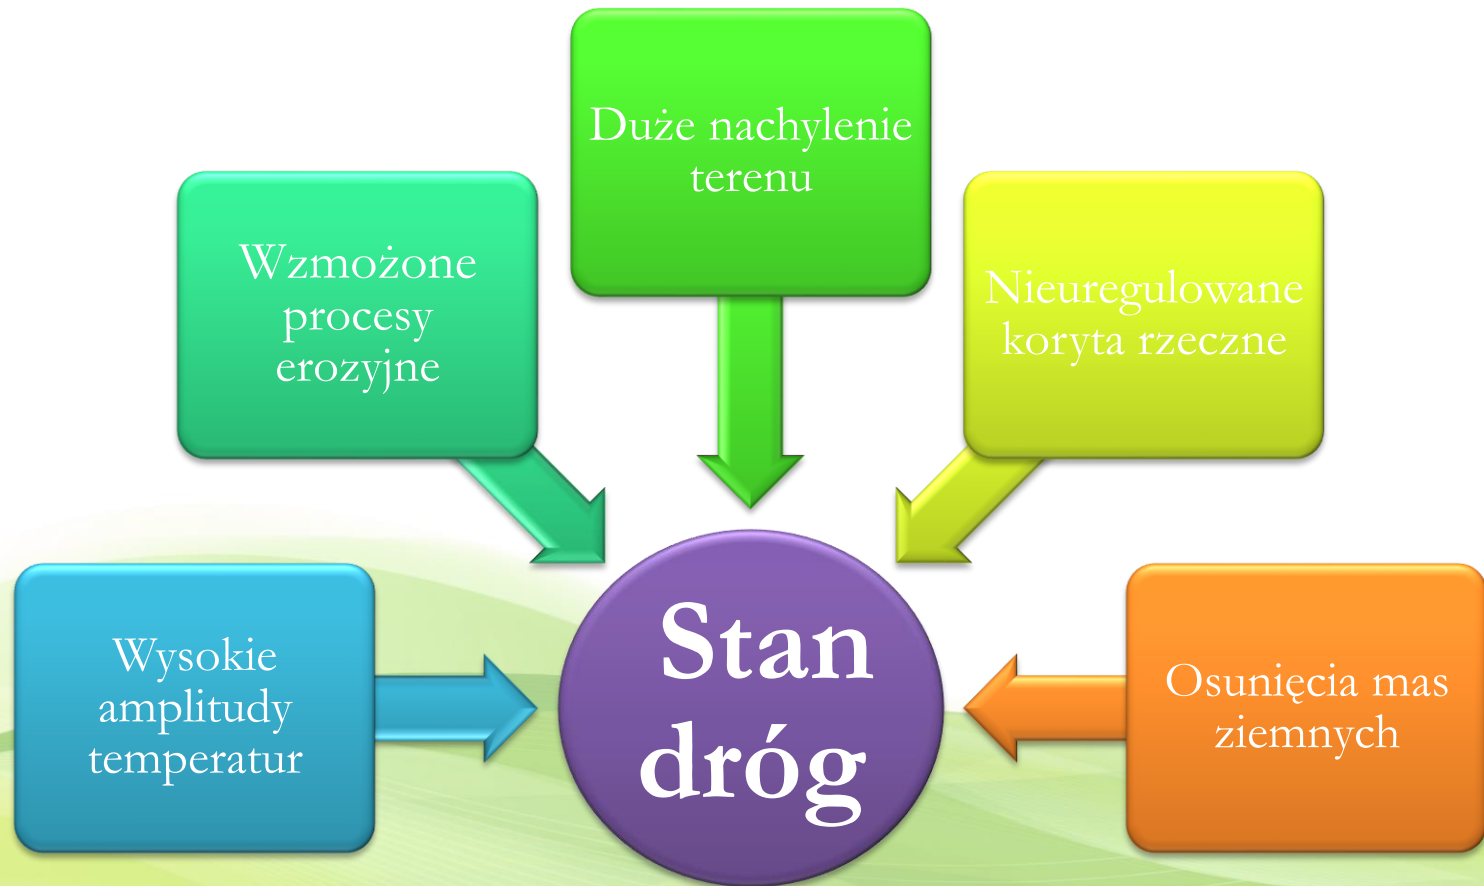 Duże nachylenie
terenu
Wzmożone
procesy
erozyjne
Nieuregulowane
koryta rzeczne
Wysokie
amplitudy
temperatur
Stan
dróg
Osunięcia mas
ziemnych